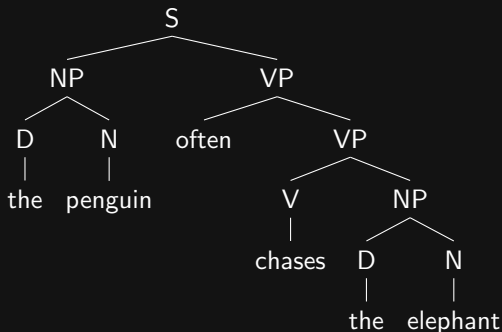 S
NP VP
D N often VP
the penguin V NP
chases D N
the elephant